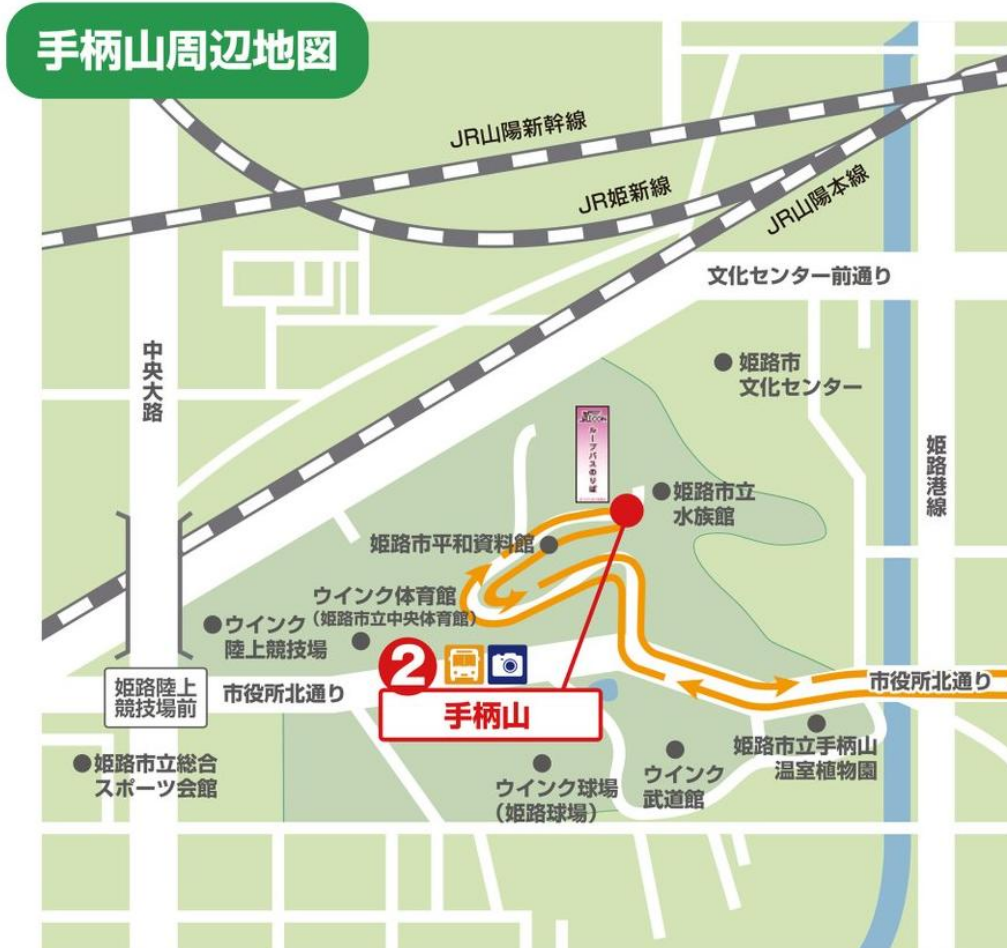 手柄山周辺地図
JR山陽新幹線
JR姫新線
JR山陽本線
文化センター前通り
中央大路
姫路市
文化センター
姫路港線
ループバスのりば
姫路市立
水族館
姫路市平和資料館
ウインク体育館
(姫路市立中央体育館)
ウインク
陸上競技場
2
手柄山
姫路陸上
競技場前
市役所北通り
市役所北通り
姫路市立総合
スポーツ会館
ウインク球場
(姫路球場)
ウインク
武道館
姫路市立手柄山
温室植物園